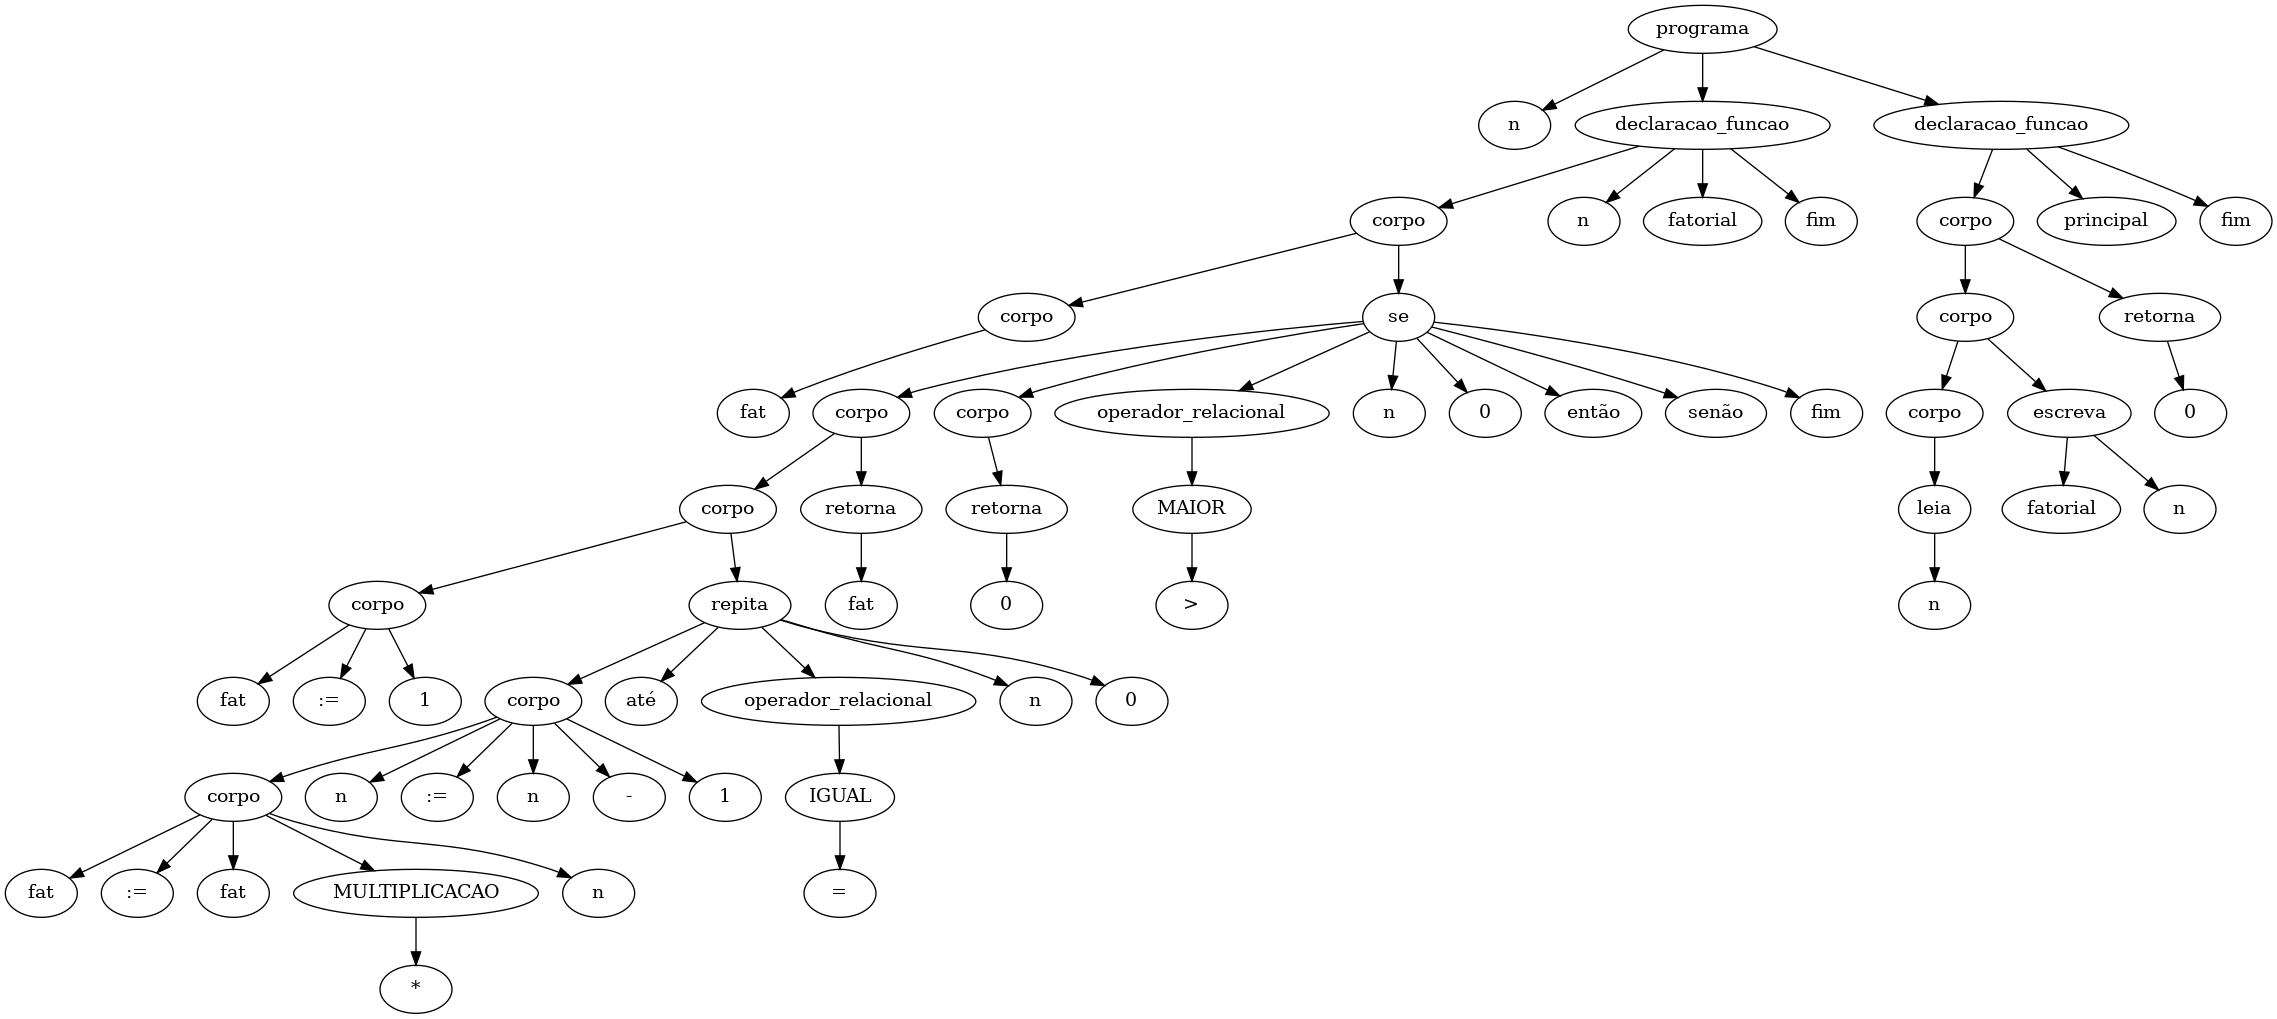 programa
n
declaracao_funcao
declaracao_funcao
corpo
n
fatorial
fim
corpo
principal
fim
corpo
se
corpo
retorna
fat
corpo
corpo
operador_relacional
n
0
então
senão
fim
corpo
escreva
0
corpo
retorna
retorna
MAIOR
leia
fatorial
n
corpo
repita
fat
0
>
n
fat
:=
1
corpo
até
operador_relacional
n
0
corpo
n
:=
n
-
1
IGUAL
fat
:=
fat
MULTIPLICACAO
n
=
*